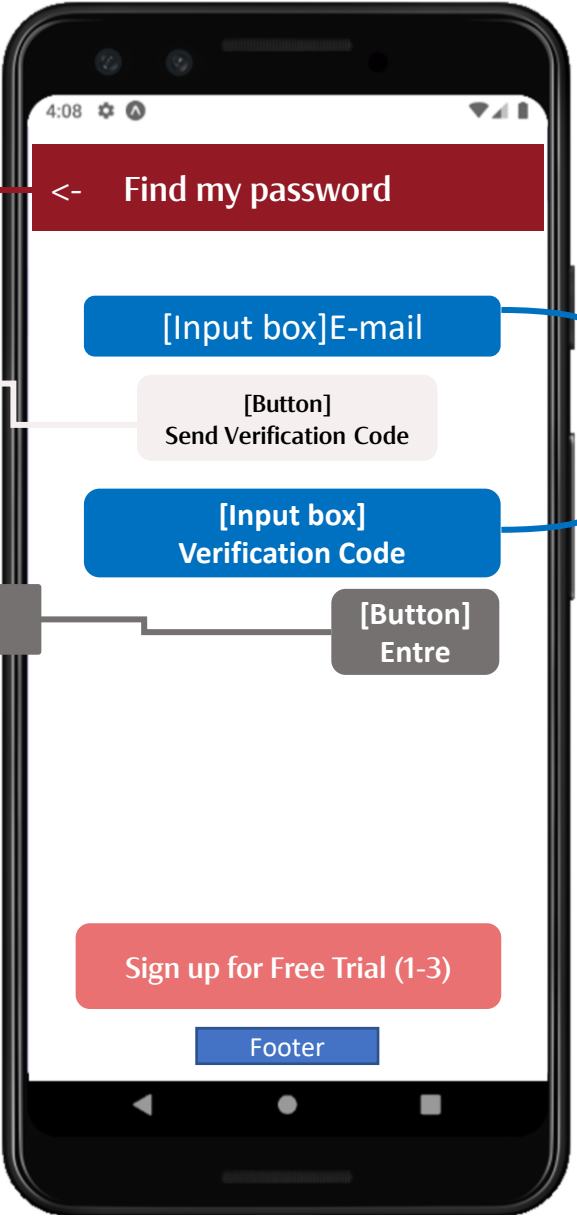 4:08
<- Find my password
[Input box]E-mail
[Button]
Send Verification Code
[Input box]
Verification Code
[Button]
Entre
Sign up for Free Trial (1-3)
Footer